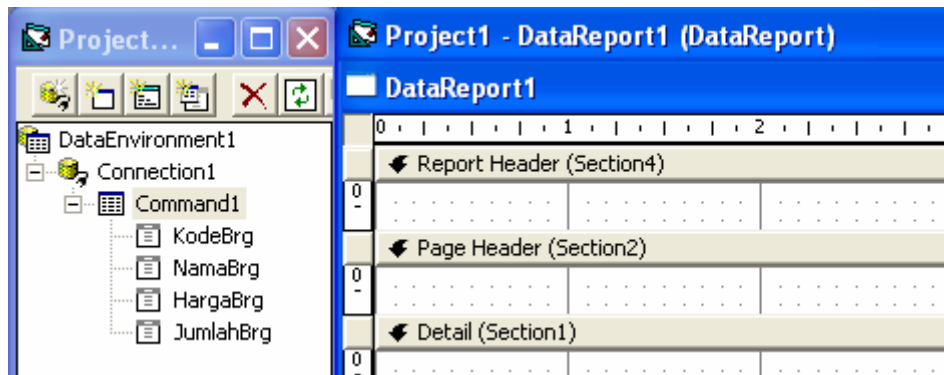 Project...
DataEnvironment1
Connection1
Command1
KodeBrg
NamaBrg
HargaBrg
JumlahBrg
Project1 - DataReport1 (DataReport)
DataReport1
0 1 2
Report Header (Section4)
0
Page Header (Section2)
0
Detail (Section1)
0